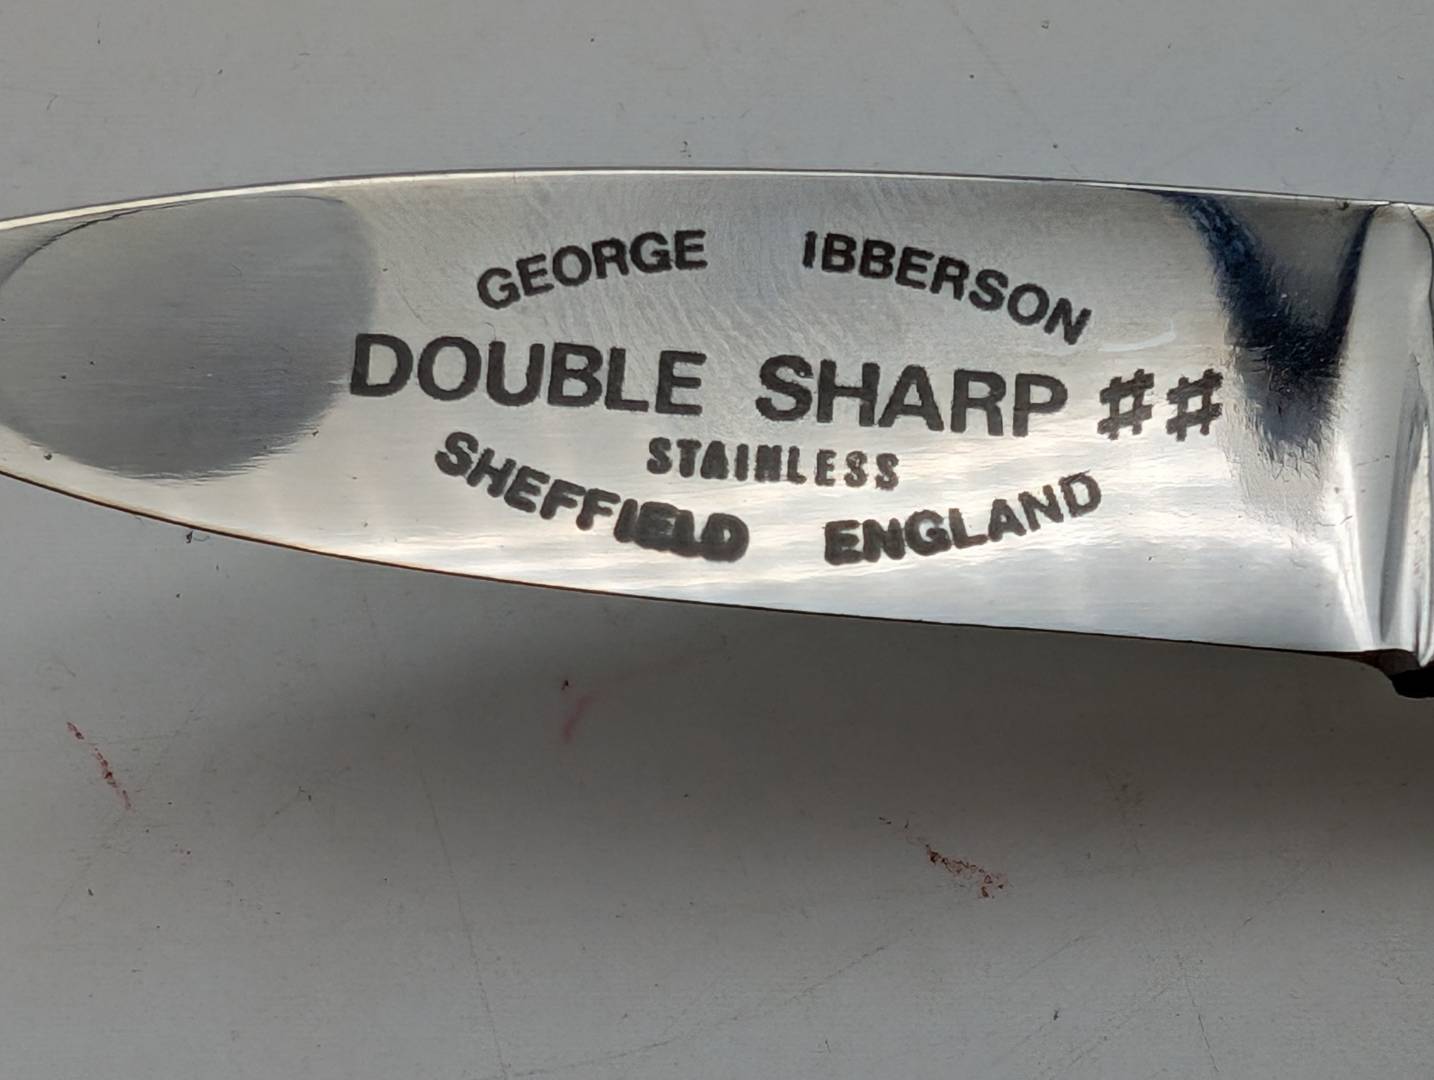 GEORGE IBBERSON
DOUBLE SHARP ##
STAINLESS
SHEFFIELD ENGLAND